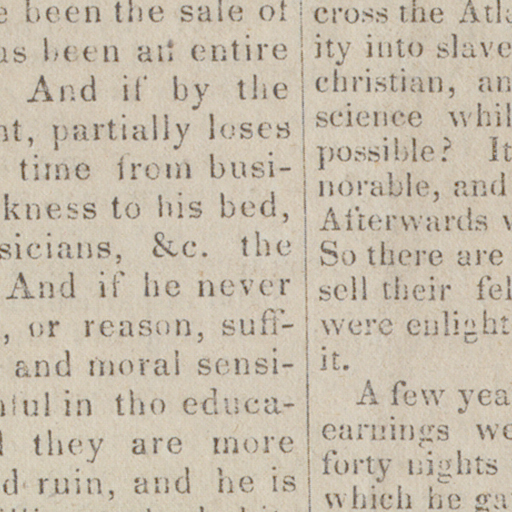 been the sale of
as been an entire
And if by the
nt, partially loses
time from busi-
kness to his bed,
sicians, &c. the
And if he never
, or reason, suff-
and moral sensi-
in tho educa-
they are more
d ruin, and he is
cross the Atla
ity into slave
christian, an
science whil
possible? It
norable, and
Afterwards
So there are
sell their fel
were enlight
it.
A few yea
earnings we
forty nights
which he ga